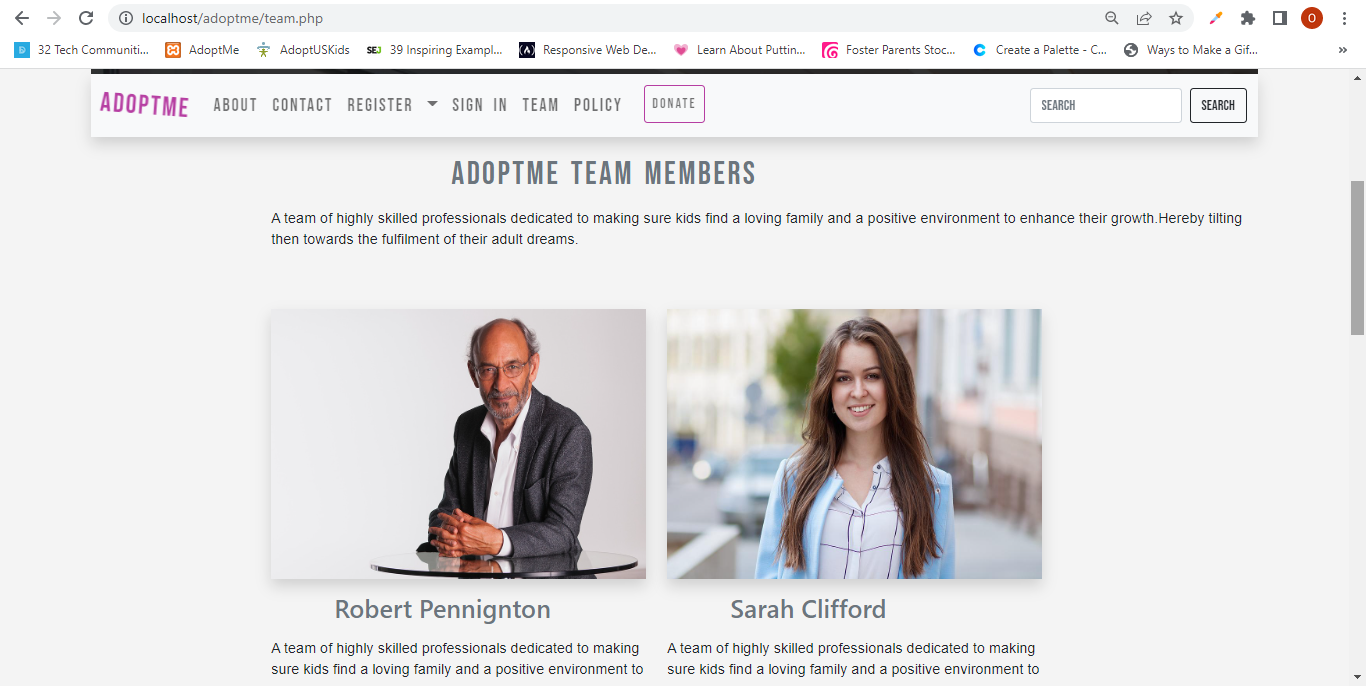 localhost/adoptme/team.php
O
32 Tech Communiti... AdoptMe AdoptUSKids SEJ 39 Inspiring Exampl... Responsive Web De... Learn About Puttin... Foster Parents Stoc... Create a Palette - C... Ways to Make a Gif... »
ADOPTME ABOUT CONTACT REGISTER SIGN IN TEAM POLICY DONATE SEARCH SEARCH
ADOPTME TEAM MEMBERS
A team of highly skilled professionals dedicated to making sure kids find a loving family and a positive environment to enhance their growth.Hereby tilting
then towards the fulfilment of their adult dreams.
Robert Pennignton
A team of highly skilled professionals dedicated to making
sure kids find a loving family and a positive environment to
Sarah Clifford
A team of highly skilled professionals dedicated to making
sure kids find a loving family and a positive environment to